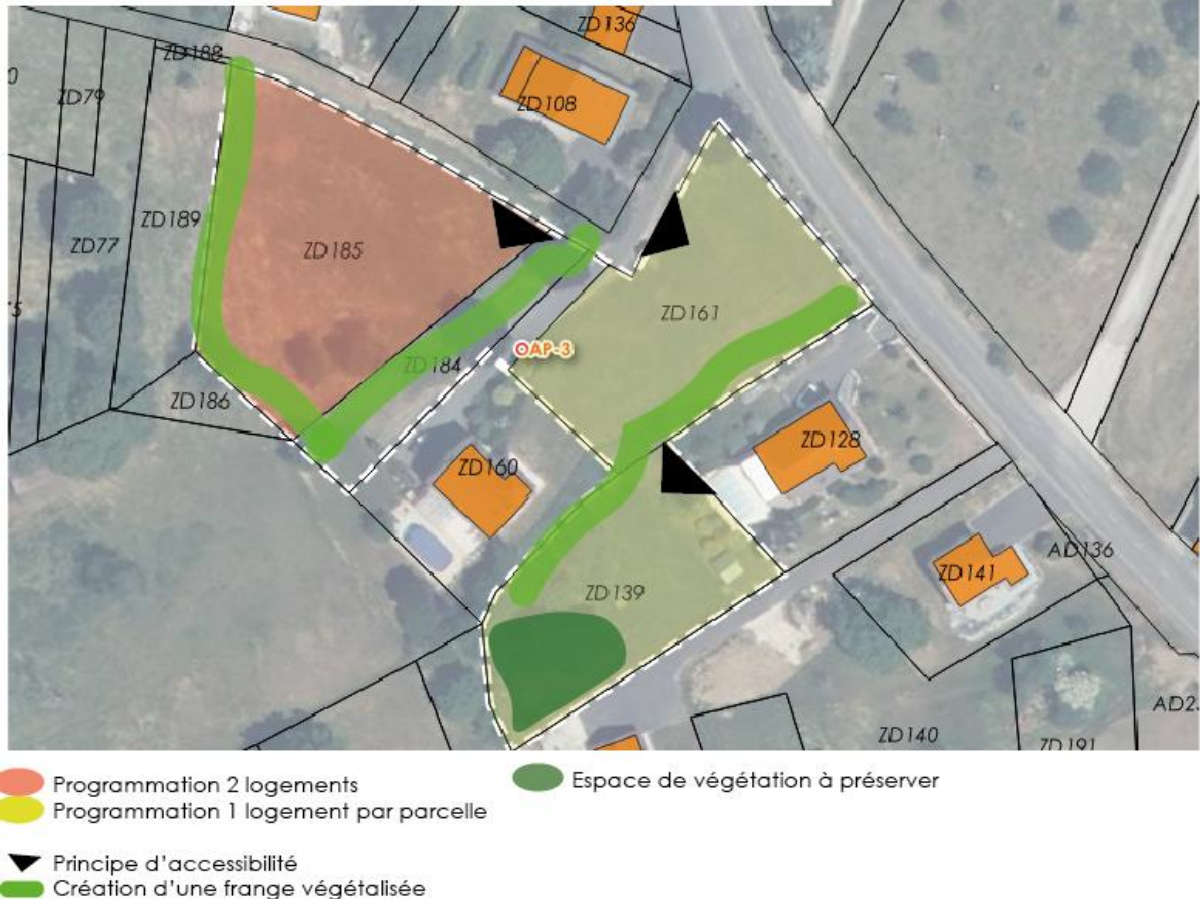 ZD136
ZD188
ZD79
ZD108
ZD189
ZD77
ZD185
ZD161
OAP-3
ZD184
ZD186
ZD128
ZD160
AD136
ZD141
ZD139
AD2
ZD140
ZD191
Programmation 2 logements
Espace de végétation à préserver
Programmation 1 logement par parcelle
Principe d'accessibilité
Création d'une frange végétalisée